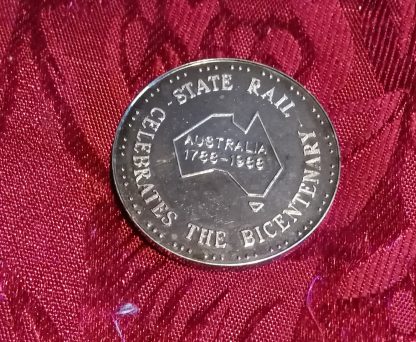 STATE RAIL
CELEBRATES THE BICENTENARY
AUSTRALIA
1788-1988